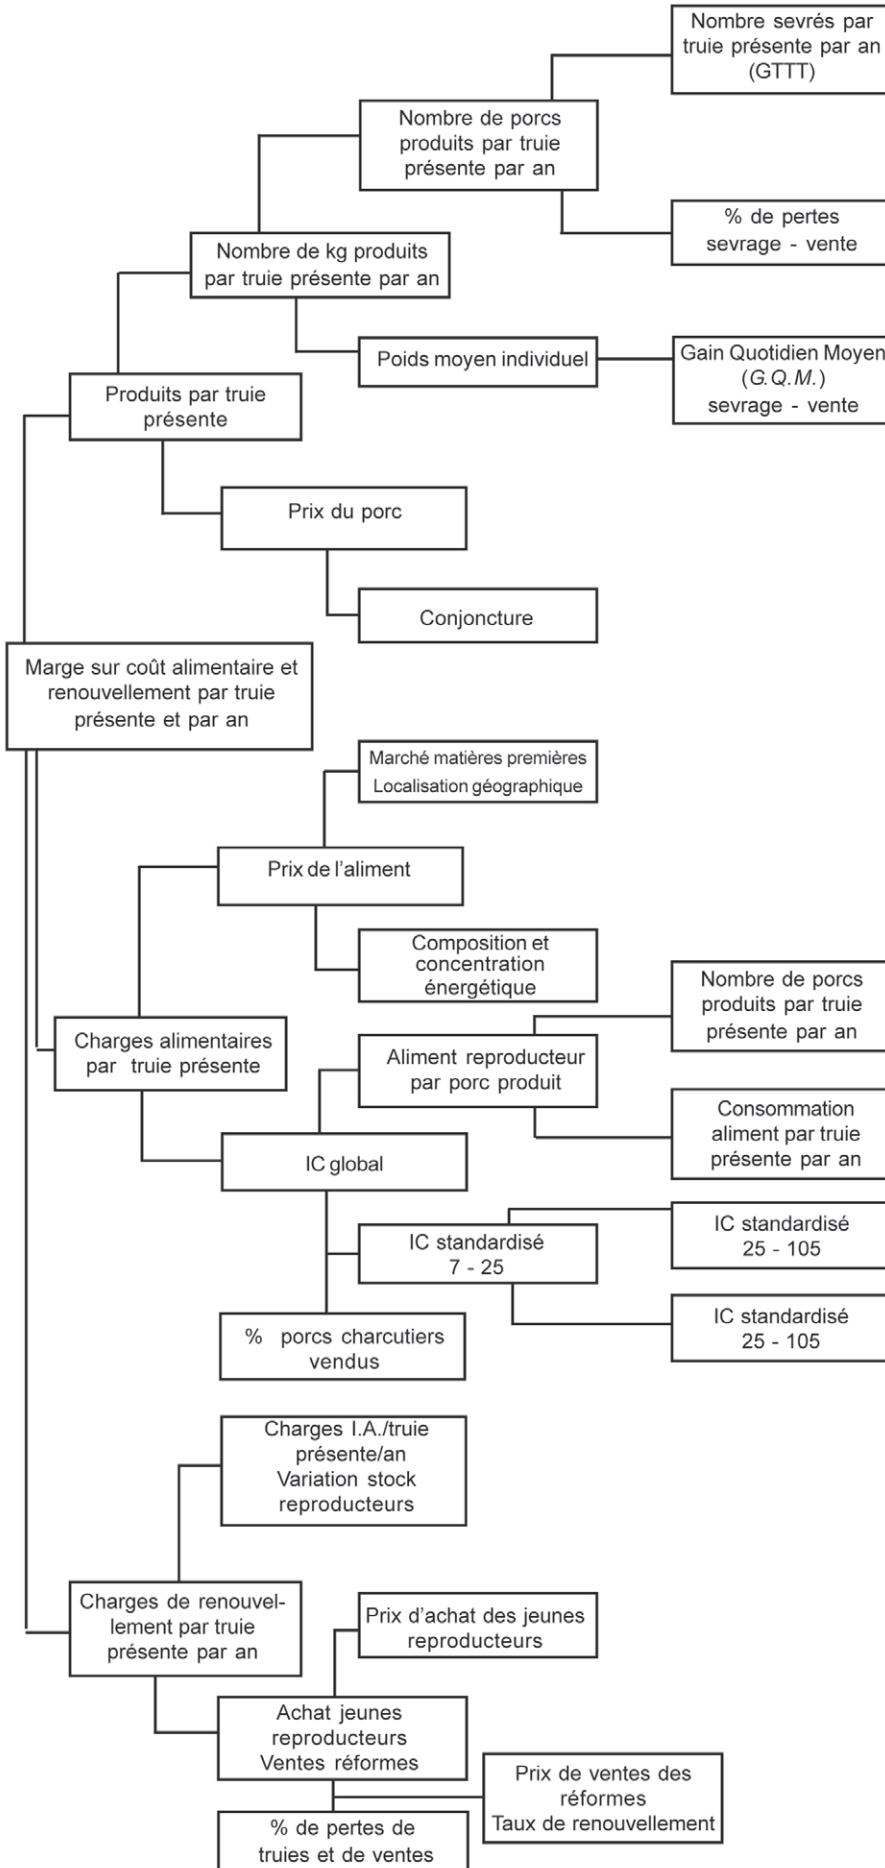 Nombre sevrés par
truie présente par an
(GTTT)
Nombre de porcs
produits par truie
présente par an
% de pertes
sevrage - vente
Nombre de kg produits
par truie présente par an
Poids moyen individuel
Gain Quotidien Moyen
(G.Q.M.)
sevrage - vente
Produits par truie
présente
Prix du porc
Conjoncture
Marge sur coût alimentaire et
renouvellement par truie
présente et par an
Marché matières premières
Localisation géographique
Prix de l'aliment
Composition et
concentration
énergétique
Nombre de porcs
produits par truie
présente par an
Charges alimentaires
par truie présente
Aliment reproducteur
par porc produit
Consommation
aliment par truie
présente par an
IC global
IC standardisé
7 - 25
IC standardisé
25 - 105
IC standardisé
25 - 105
% porcs charcutiers
vendus
Charges I.A./truie
présente/an
Variation stock
reproducteurs
Charges de renouvel-
lement par truie
présente par an
Prix d'achat des jeunes
reproducteurs
Achat jeunes
reproducteurs
Ventes réformes
Prix de ventes des
réformes
Taux de renouvellement
% de pertes de
truies et de ventes